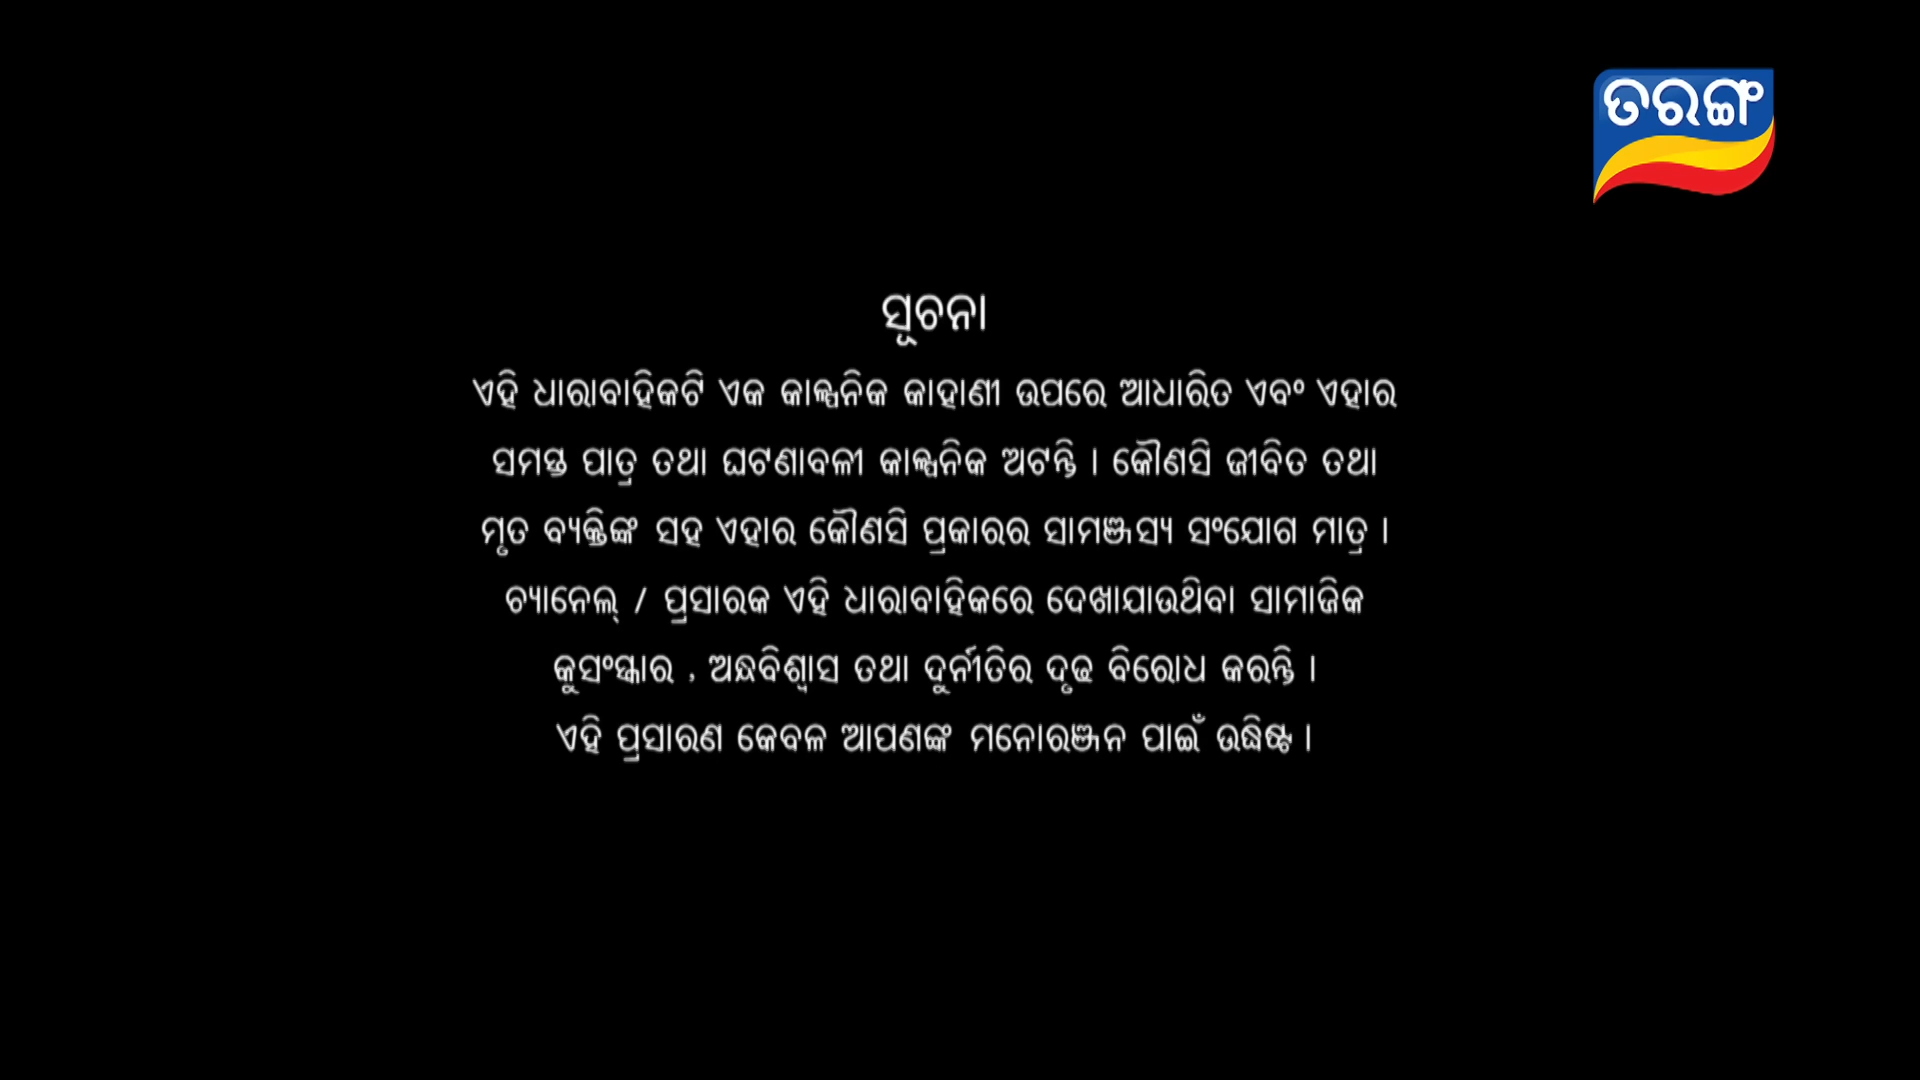 ତରଙ୍ଗ
ସୂଚନା
ଏହି ଧାରାବାହିକଟି ଏକ କାଳ୍ପନିକ କାହାଣୀ ଉପରେ ଆଧାରିତ ଏବଂ ଏହାର
ସମସ୍ତ ପାତ୍ର ତଥା ଘଟଣାବଳୀ କାଳ୍ପନିକ ଅଟନ୍ତି । କୌଣସି ଜୀବିତ ତଥା
ମୃତ ବ୍ୟକ୍ତିଙ୍କ ସହ ଏହାର କୌଣସି ପ୍ରକାରର ସାମଞ୍ଜସ୍ୟ ସଂଯୋଗ ମାତ୍ର ।
ଚ୍ୟାନେଲ୍ / ପ୍ରସାରକ ଏହି ଧାରାବାହିକରେ ଦେଖାଯାଉଥିବା ସାମାଜିକ
କୁସଂସ୍କାର , ଅନ୍ଧବିଶ୍ୱାସ ତଥା ଦୁର୍ନୀତିର ଦୃଢ ବିରୋଧ କରନ୍ତି ।
ଏହି ପ୍ରସାରଣ କେବଳ ଆପଣଙ୍କ ମନୋରଞ୍ଜନ ପାଇଁ ଉଦ୍ଧିଷ୍ଟ ।